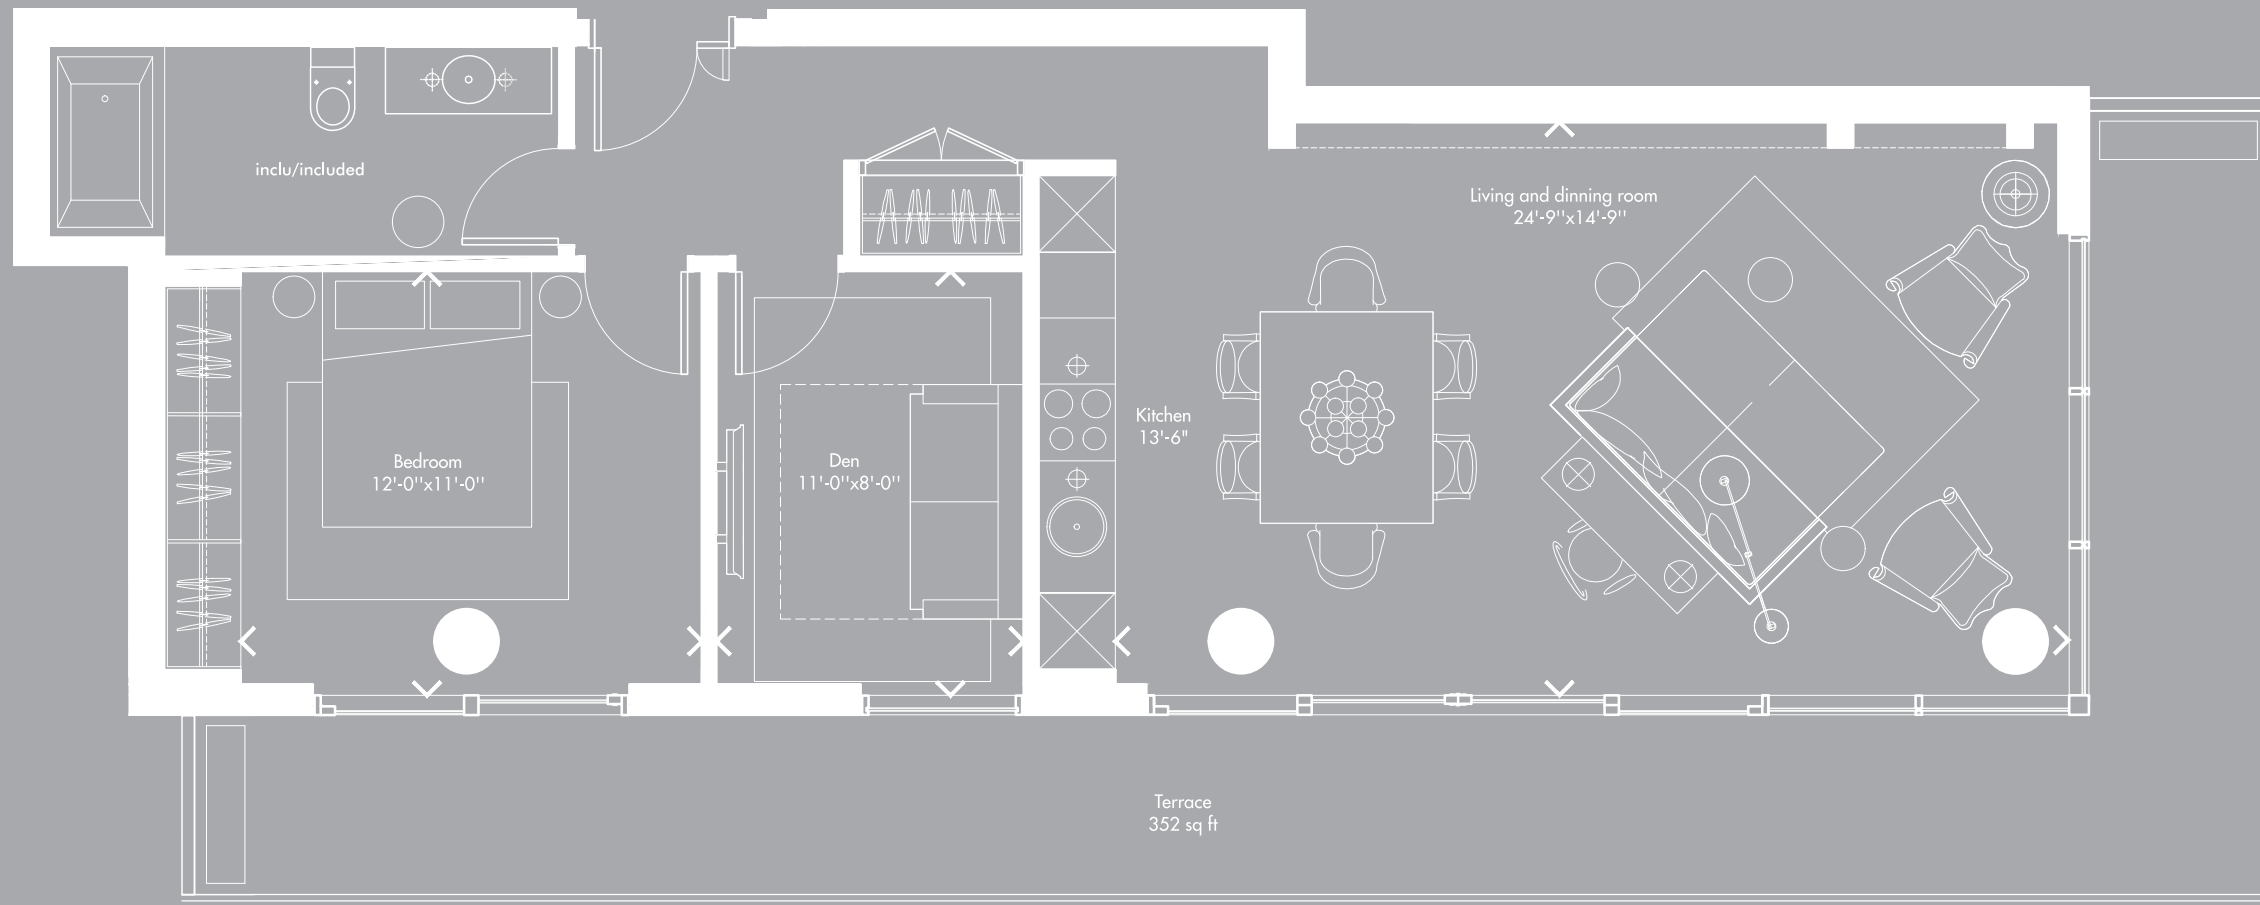 inclu/included
Living and dinning room
24'-9''x14'-9''
Kitchen
13'-6"
Bedroom
12'-0''x11'-0''
Den
11'-0''x8'-0''
Terrace
352 sq ft